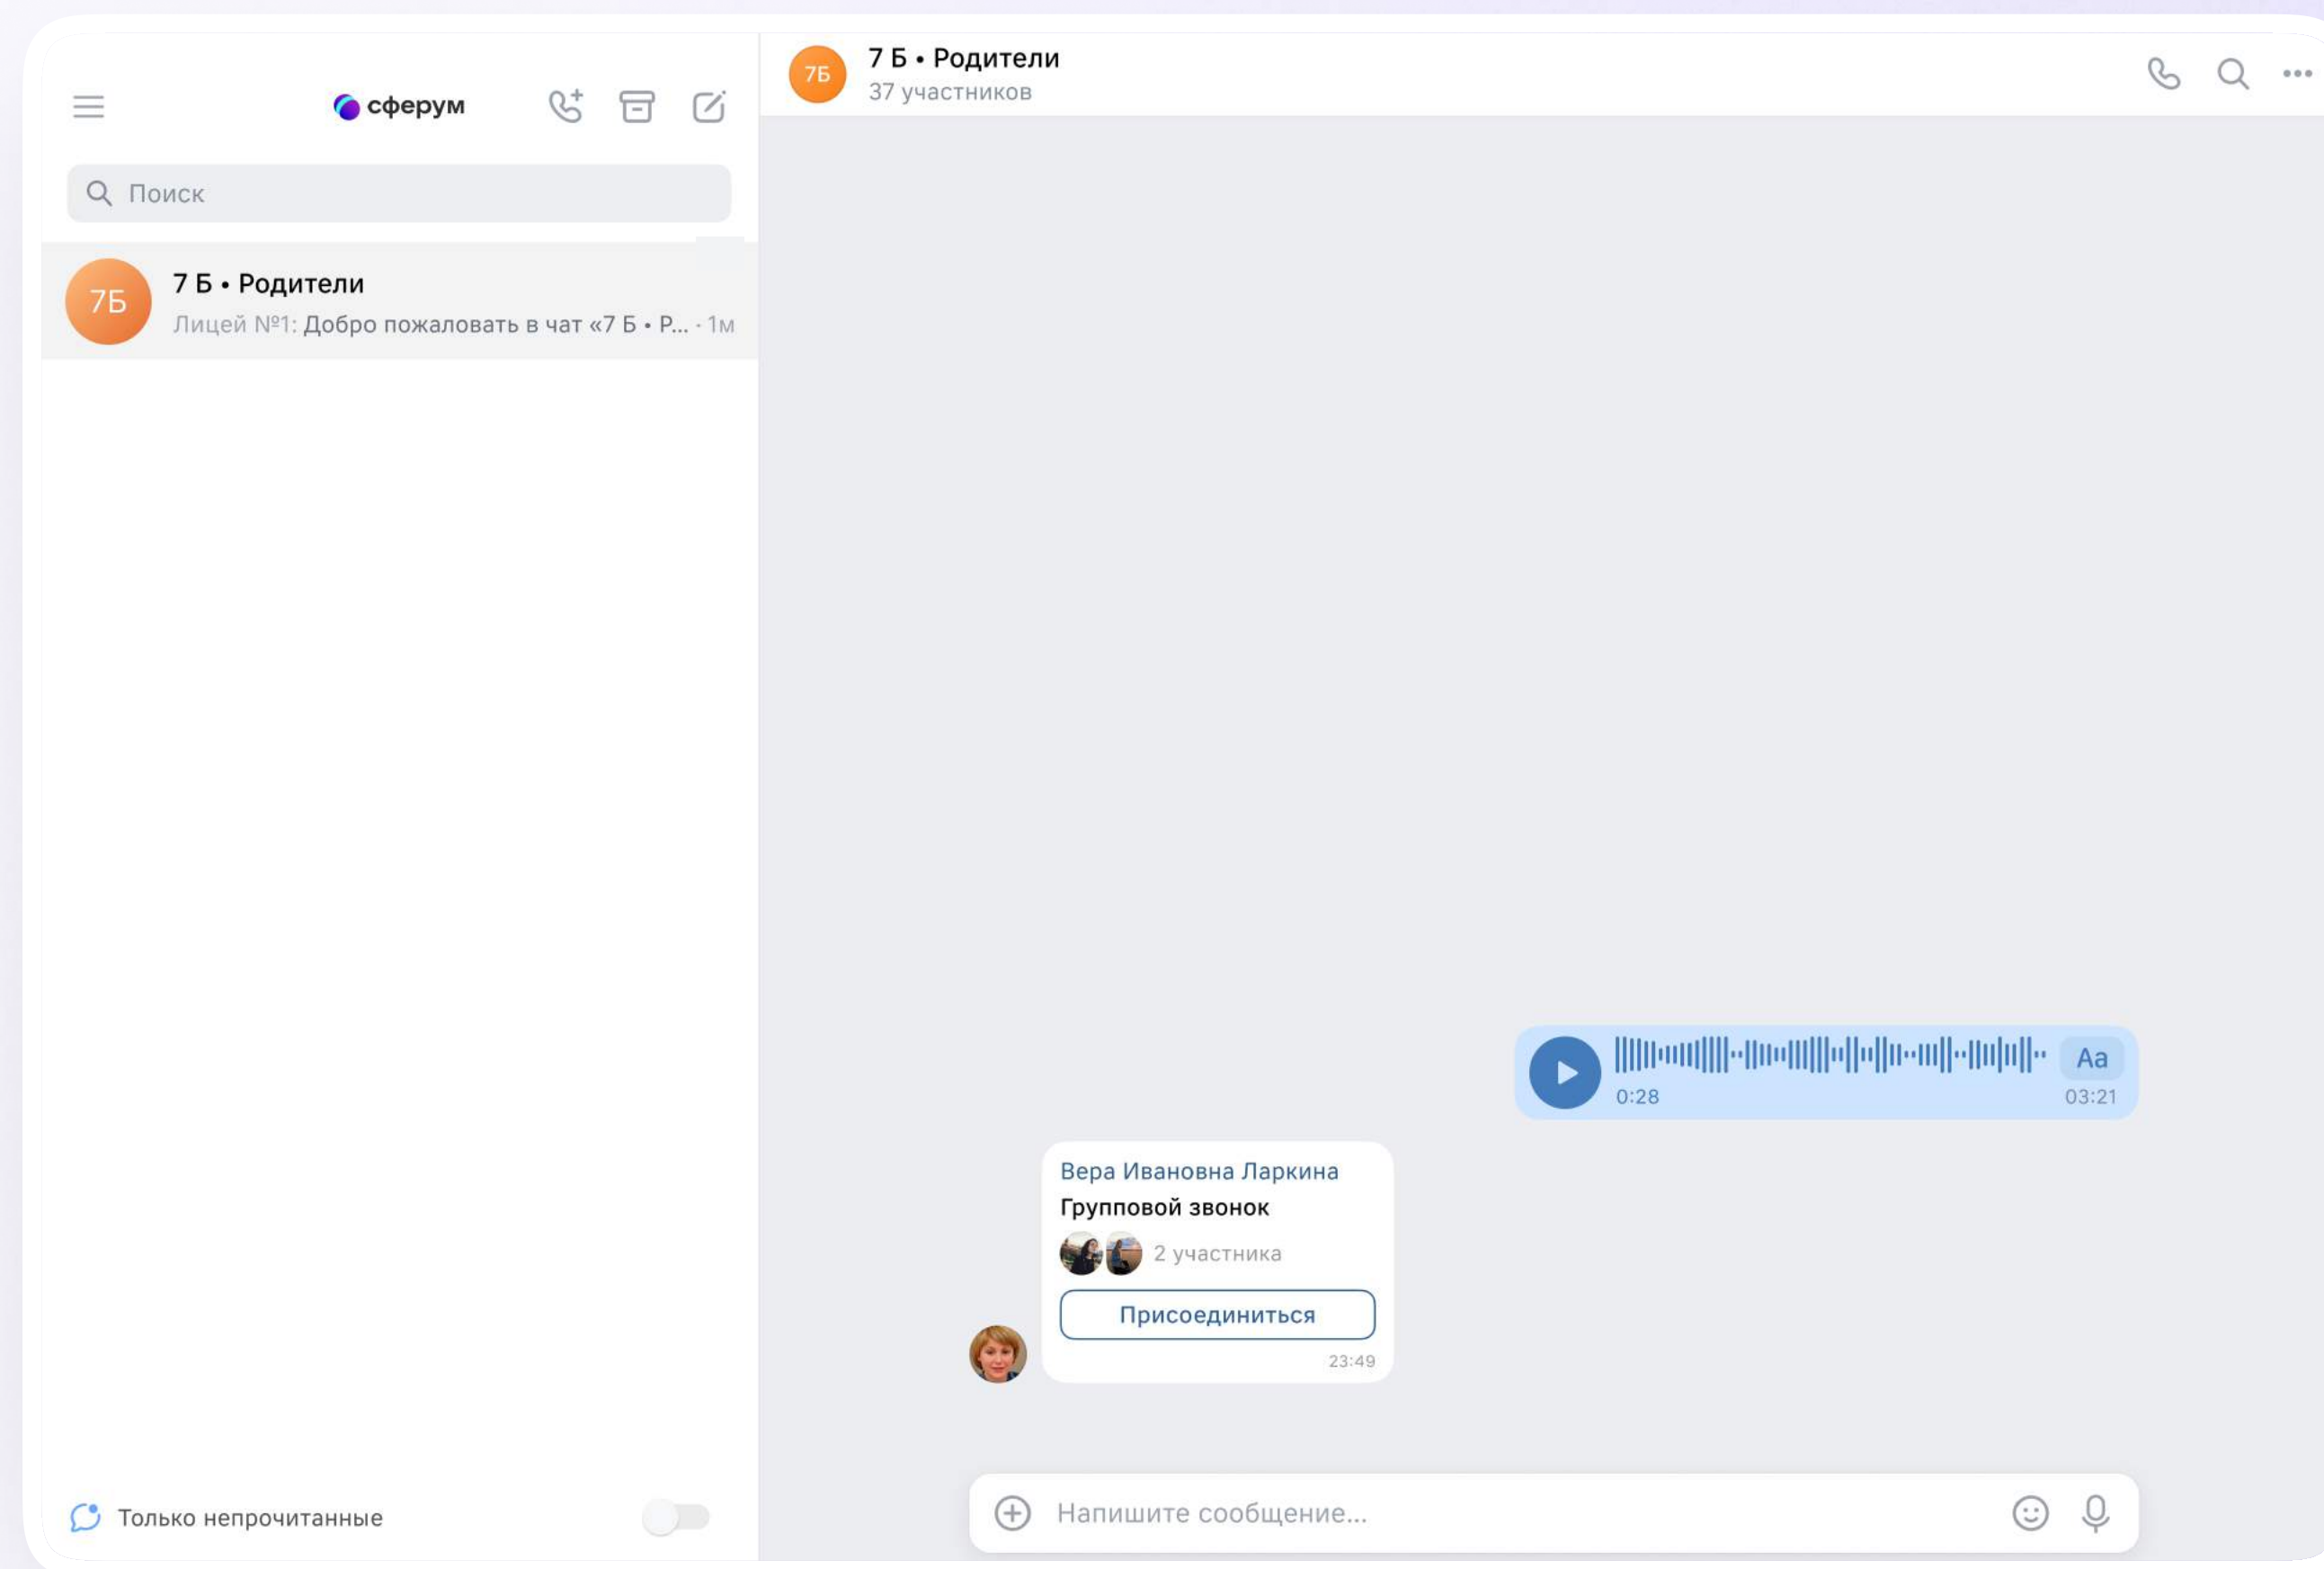 сферум
Поиск
7Б
7 Б • Родители
Лицей №1: Добро пожаловать в чат «7 Б • Р... · 1м
Только непрочитанные
7Б
7 Б • Родители
37 участников
0:28
Aa
03:21
Вера Ивановна Ларкина
Групповой звонок
2 участника
Присоединиться
23:49
Напишите сообщение...